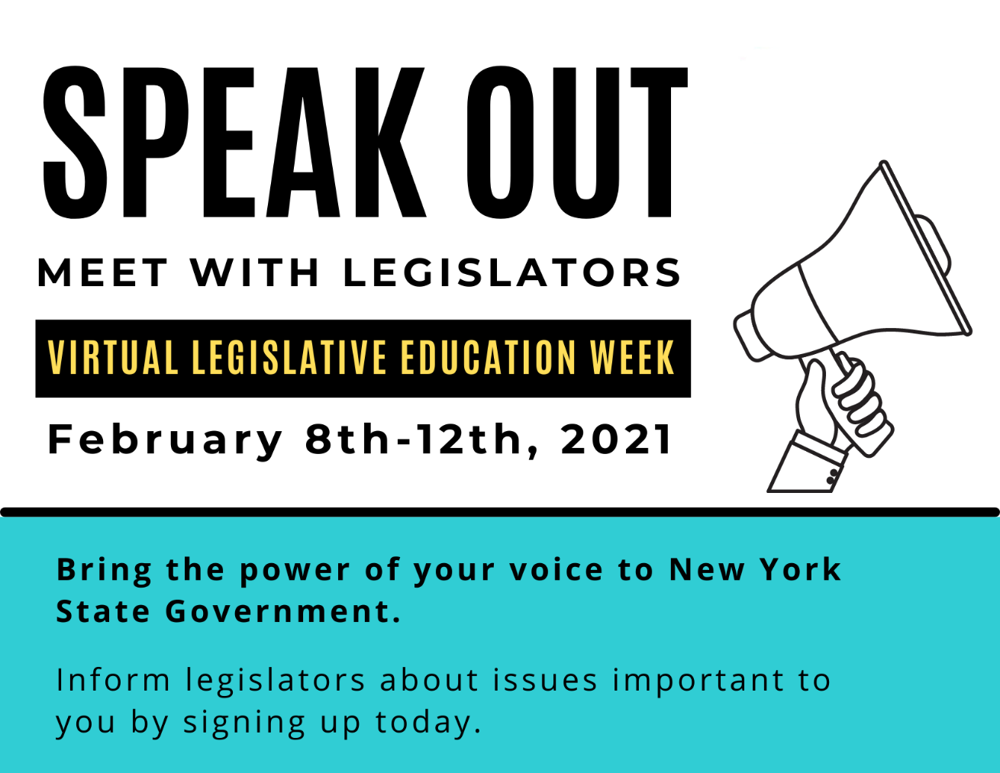 SPEAK OUT
MEET WITH LEGISLATORS
VIRTUAL LEGISLATIVE EDUCATION WEEK
February 8th-12th, 2021
Bring the power of your voice to New York
State Government.
Inform legislators about issues important to
you by signing up today.